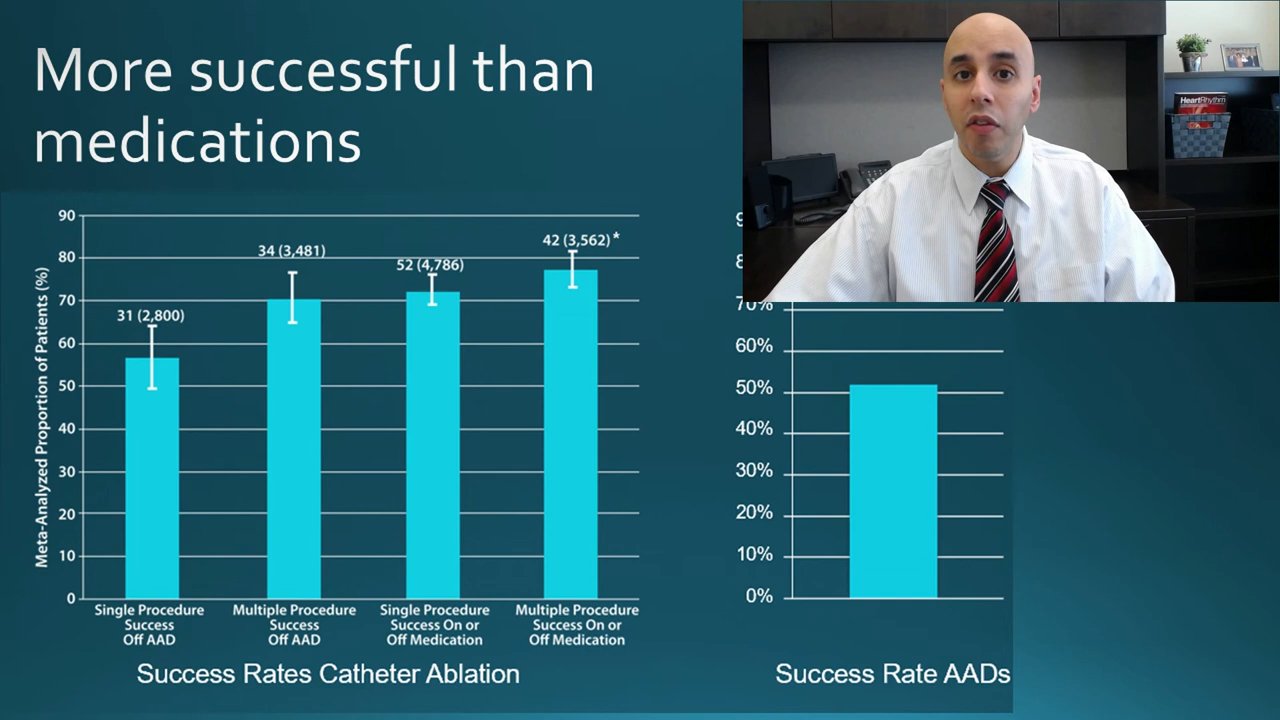 More successful than
medications
Meta-Analyzed Proportion of Patients (%)
90
80
70
60
50
40
30
20
10
0
31 (2,800)
34 (3,481)
52 (4,786)
42 (3,562)*
Single Procedure
Success
Off AAD
Multiple Procedure
Success
Off AAD
Single Procedure
Success On or
Off Medication
Multiple Procedure
Success On or
Off Medication
Success Rates Catheter Ablation
HeartRhythm
70%
60%
50%
40%
30%
20%
10%
0%
Success Rate AADs